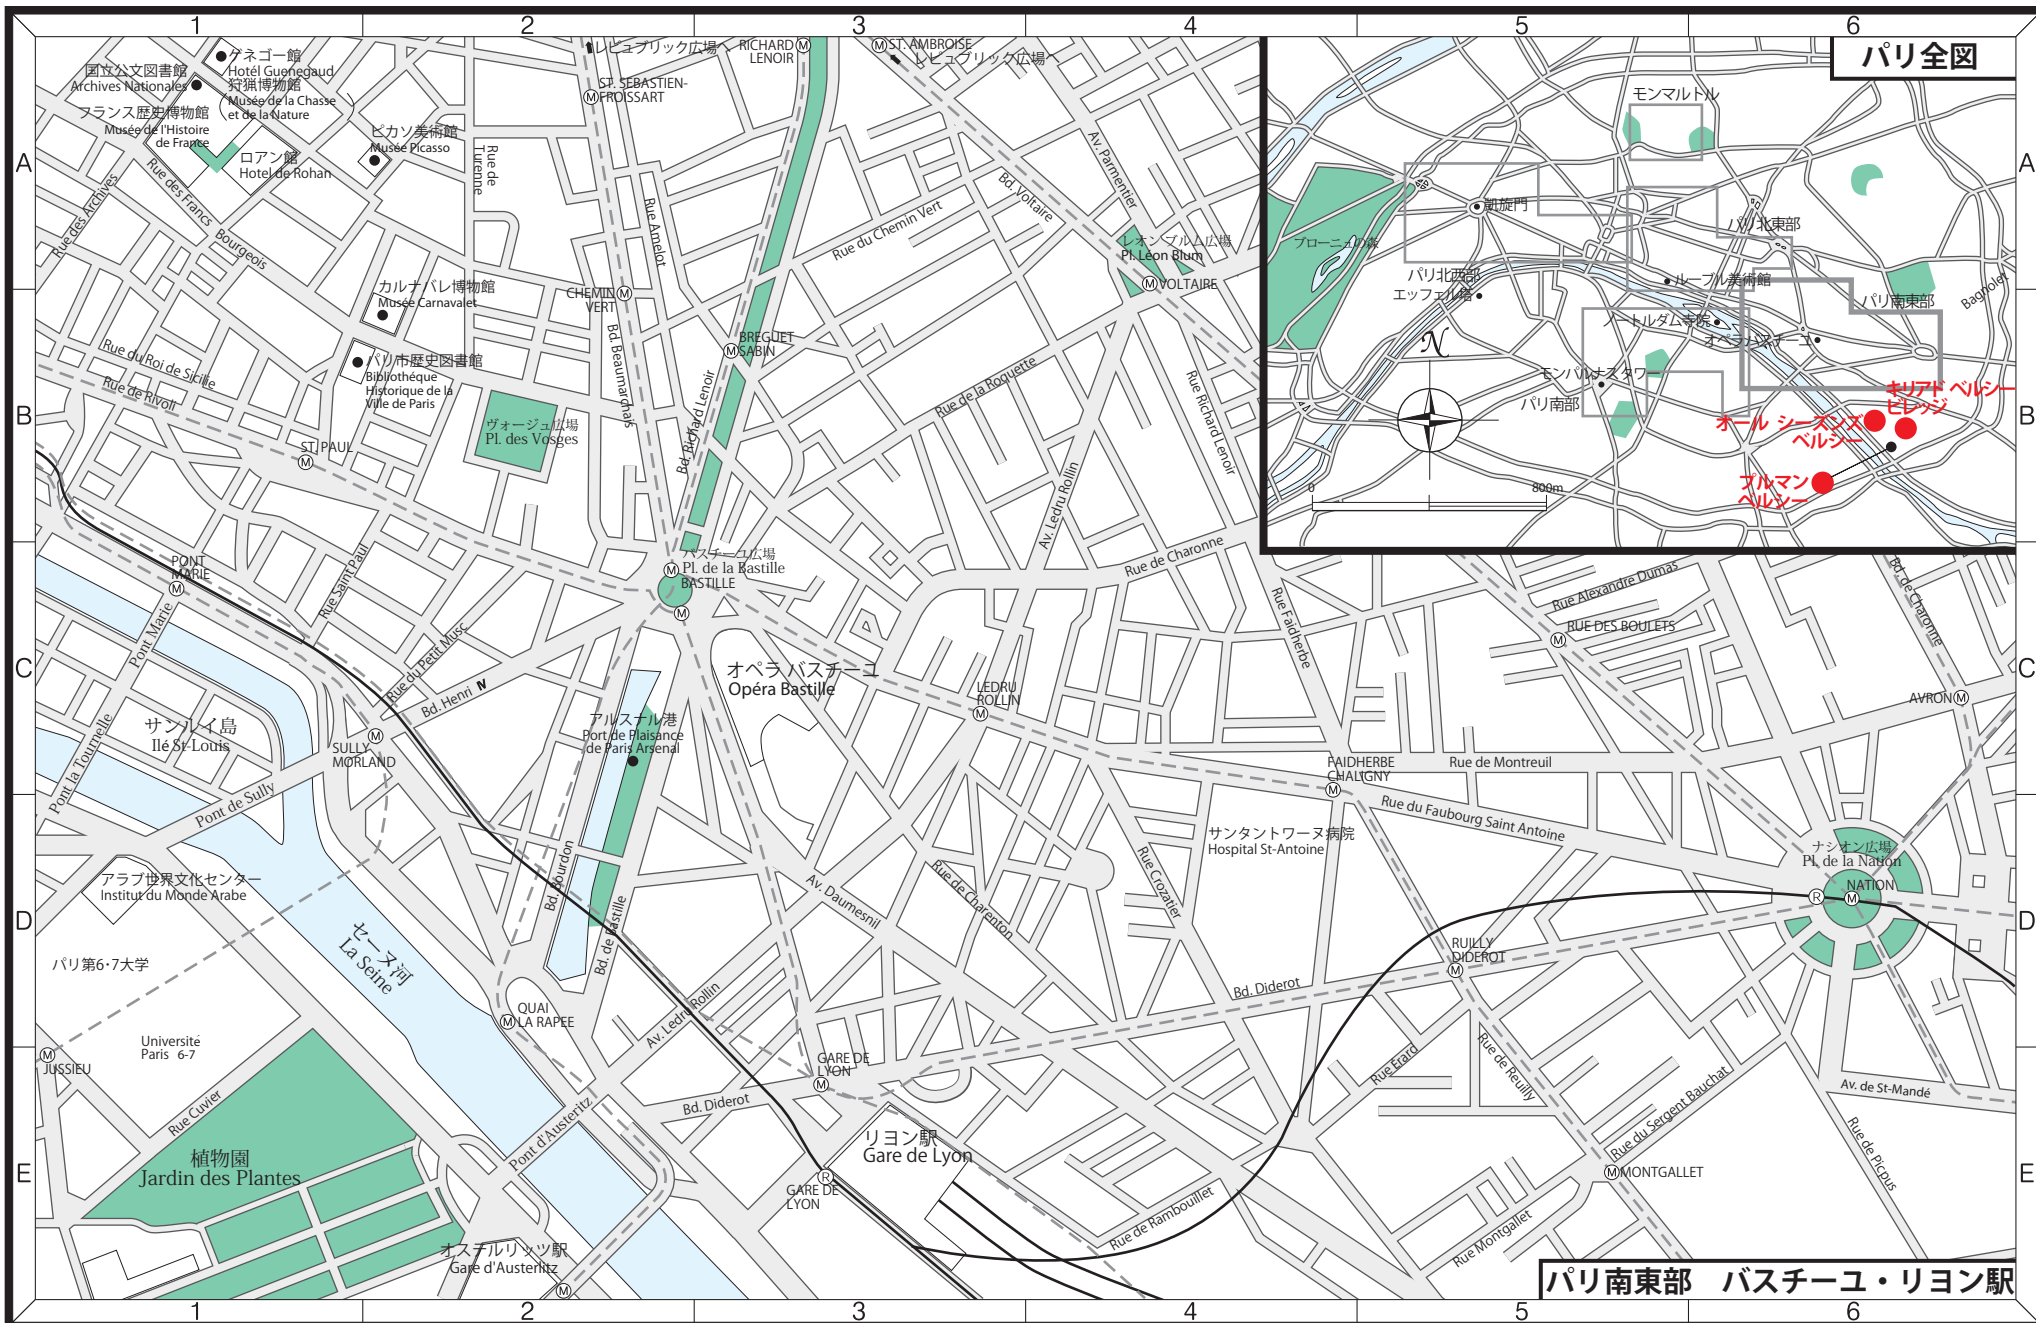 1
2
3
4
5
6
A
B
C
D
E
パリ全図
モンマルトル
凱旋門
ブローニュの森
パリ北東部
パリ北西部
エッフェル塔
ルーブル美術館
パリ南東部
Bagnolet
ノートルダム寺院
オペラバスチーユ
モンパルナスタワー
パリ南部
キリアド ベルシー
ビレッジ
オール シーズンズ
ベルシー
プルマン
ベルシー
N
0
800m
ゲネゴー館
Hotél Guenegaud
国立公文図書館
Archives Nationales
狩猟博物館
Musée de la Chasse
et de la Nature
フランス歴史博物館
Musée de l'Histoire
de France
ロアン館
Hotel de Rohan
ピカソ美術館
Musée Picasso
Rue de
Turenne
レピュブリック広場へ
RICHARD
LENOIR
ST. AMBROISE
レピュブリック広場へ
ST. SEBASTIEN-
FROISSART
M
Rue des Archives
Rue des Francs
Bourgeois
Rue Amelot
Av. Parmentier
Bd. Voltaire
Rue du Chemin Vert
レオン ブルム広場
Pl. Léon Blum
VOLTAIRE
カルナバレ博物館
Musée Carnavalet
CHEMIN
VERT
BREGUET
SABIN
Rue du Roi de Sicilie
Rue de Rivoli
パリ市歴史図書館
Bibliothéque
Historique de la
Ville de Paris
Bd. Beaumarchais
Bd. Richard Lenoir
Rue de la Roquette
Rue Richard Lenoir
ヴォージュ広場
Pl. des Vosges
ST. PAUL
Av. Ledru Rollin
Rue de Charonne
PONT
MARIE
Rue Saint Paul
バスチーユ広場
Pl. de la Bastille
BASTILLE
Rue Faidherbe
Rue Alexandre Dumas
RUE DES BOULETS
Bd. de Charonne
Pont Marie
Rue du Petit Musc
Bd. Henri IV
オペラ バスチーユ
Opéra Bastille
LEDRU
ROLLIN
AVRON
サンルイ島
Ilé St-Louis
SULLY
MORLAND
アルスナル港
Port de Plaisance
de Paris Arsenal
Pont la Tournelle
Pont de Sully
FAIDHERBE
CHALIGNY
Rue de Montreuil
Rue du Faubourg Saint Antoine
サンタントワーヌ病院
Hospital St-Antoine
ナシオン広場
Pl. de la Nation
NATION
R
アラブ世界文化センター
Institut du Monde Arabe
Bd. Bourdon
Av. Daumesnil
Rue de Charenton
Rue Crozatier
パリ第6・7大学
セーヌ河
La Seine
Bd. de Bastille
RUILLY
DIDEROT
Bd. Diderot
QUAI
LA RAPEE
Av. Ledru Rollin
Université
Paris 6-7
JUSSIEU
GARE DE
LYON
Rue Érard
Rue de Reuilly
Av. de St-Mandé
Rue Cuvier
Bd. Diderot
Pont d'Austeritz
Rue du Sergent Bauchat
Rue de Picpus
植物園
Jardin des Plantes
リヨン駅
Gare de Lyon
GARE DE
LYON
MONTGALLET
Rue de Rambouillet
Rue Montgallet
オステルリッツ駅
Gare d'Austerlitz
パリ南東部 バスチーユ・リヨン駅
1
2
3
4
5
6